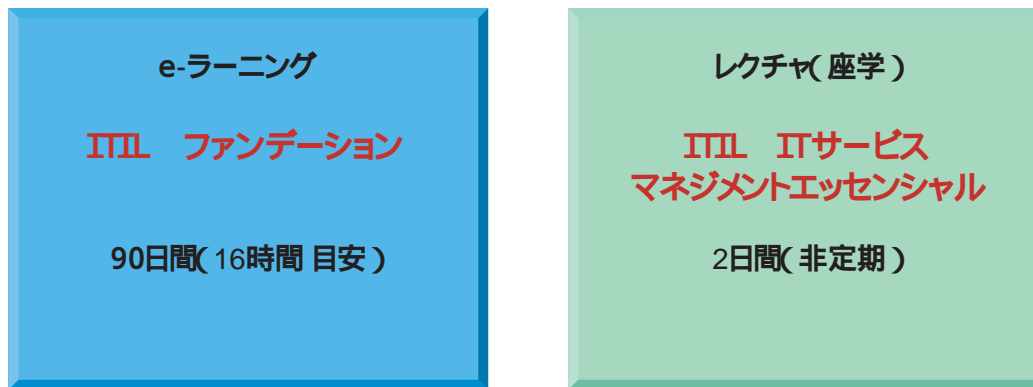 e-ラーニング
ITIL　ファンデーション
90日間(16時間 目安)
レクチャ(座学)
ITIL　ITサービス
マネジメントエッセンシャル
2日間(非定期)